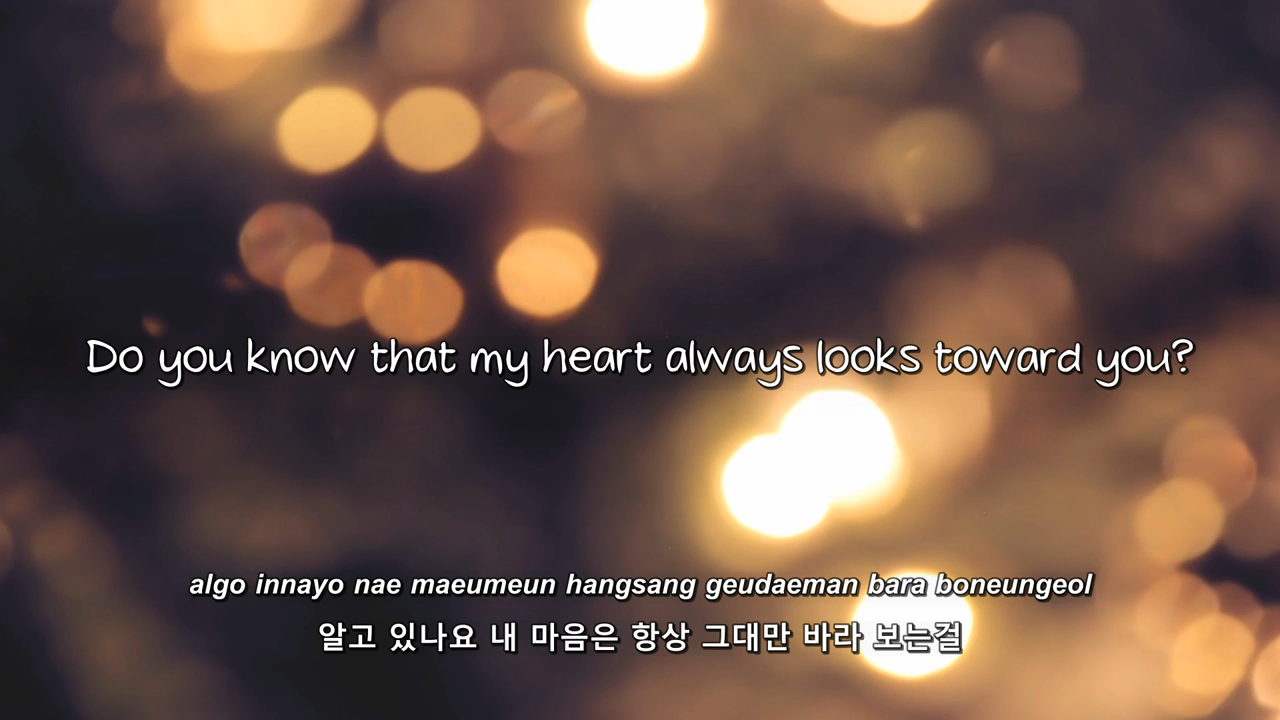 Do you know that my heart always looks toward you?
algo innayo nae maeumeun hangsang geudaeman bara boneungeol
알고 있나요 내 마음은 항상 그대만 바라 보는걸